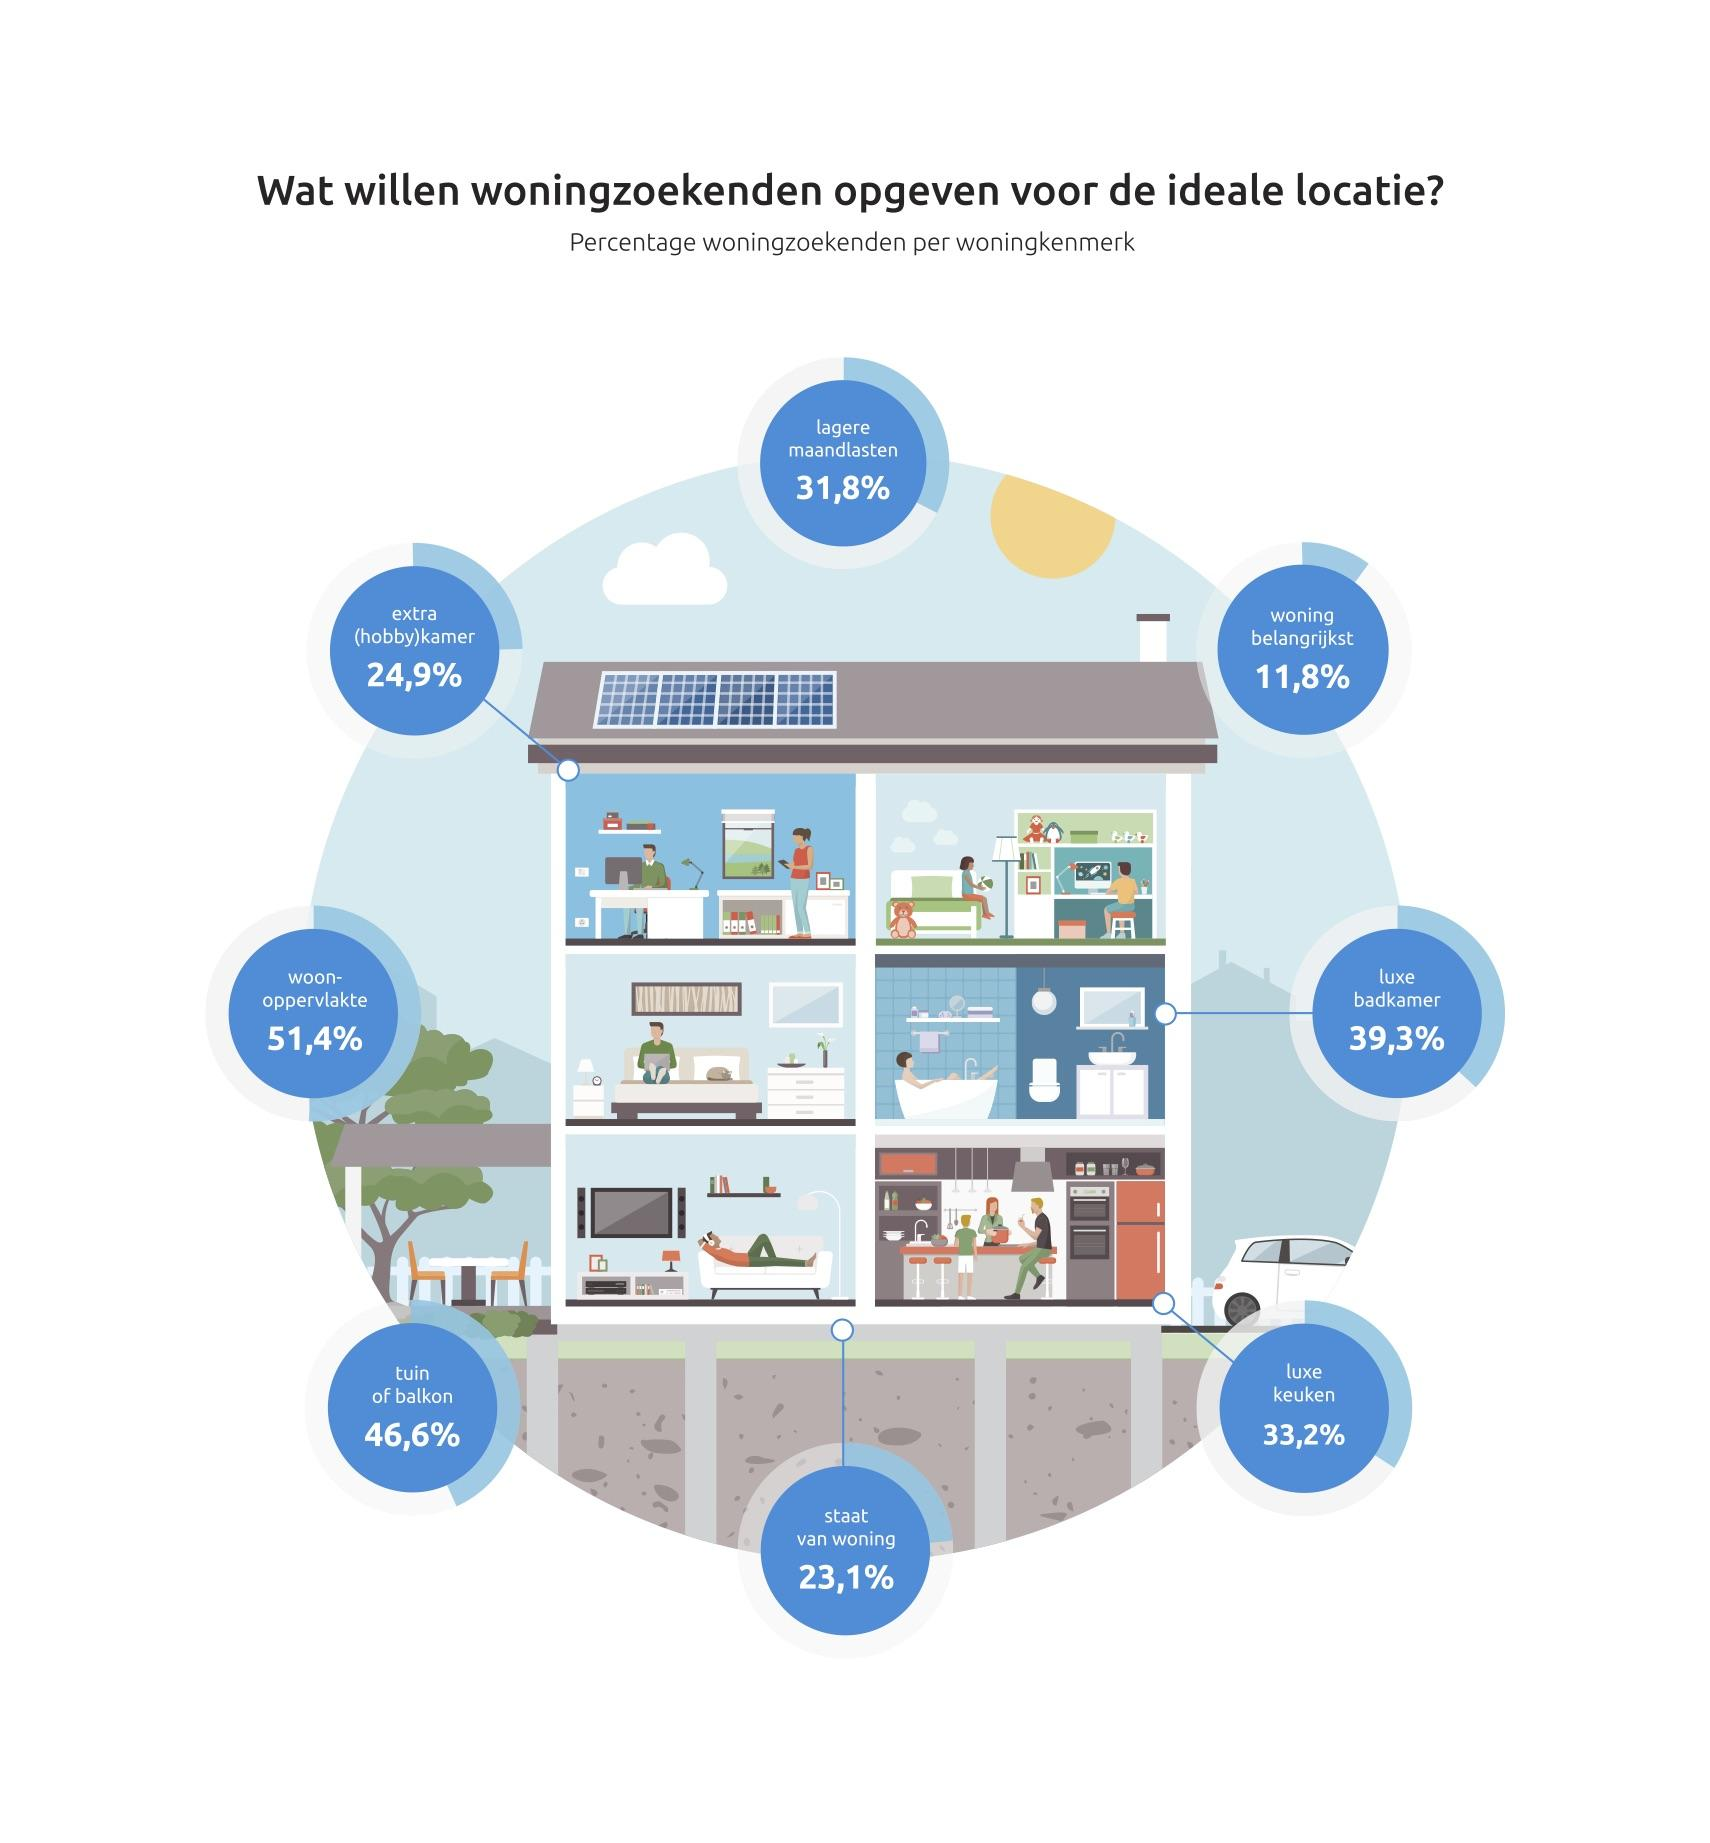 Wat willen woningzoekenden opgeven voor de ideale locatie?
Percentage woningzoekenden per woningkenmerk
lagere
maandlasten
31,8%
extra
(hobby)kamer
24,9%
woning
belangrijkst
11,8%
woon-
oppervlakte
51,4%
luxe
badkamer
39,3%
tuin
of balkon
46,6%
luxe
keuken
33,2%
staat
van woning
23,1%